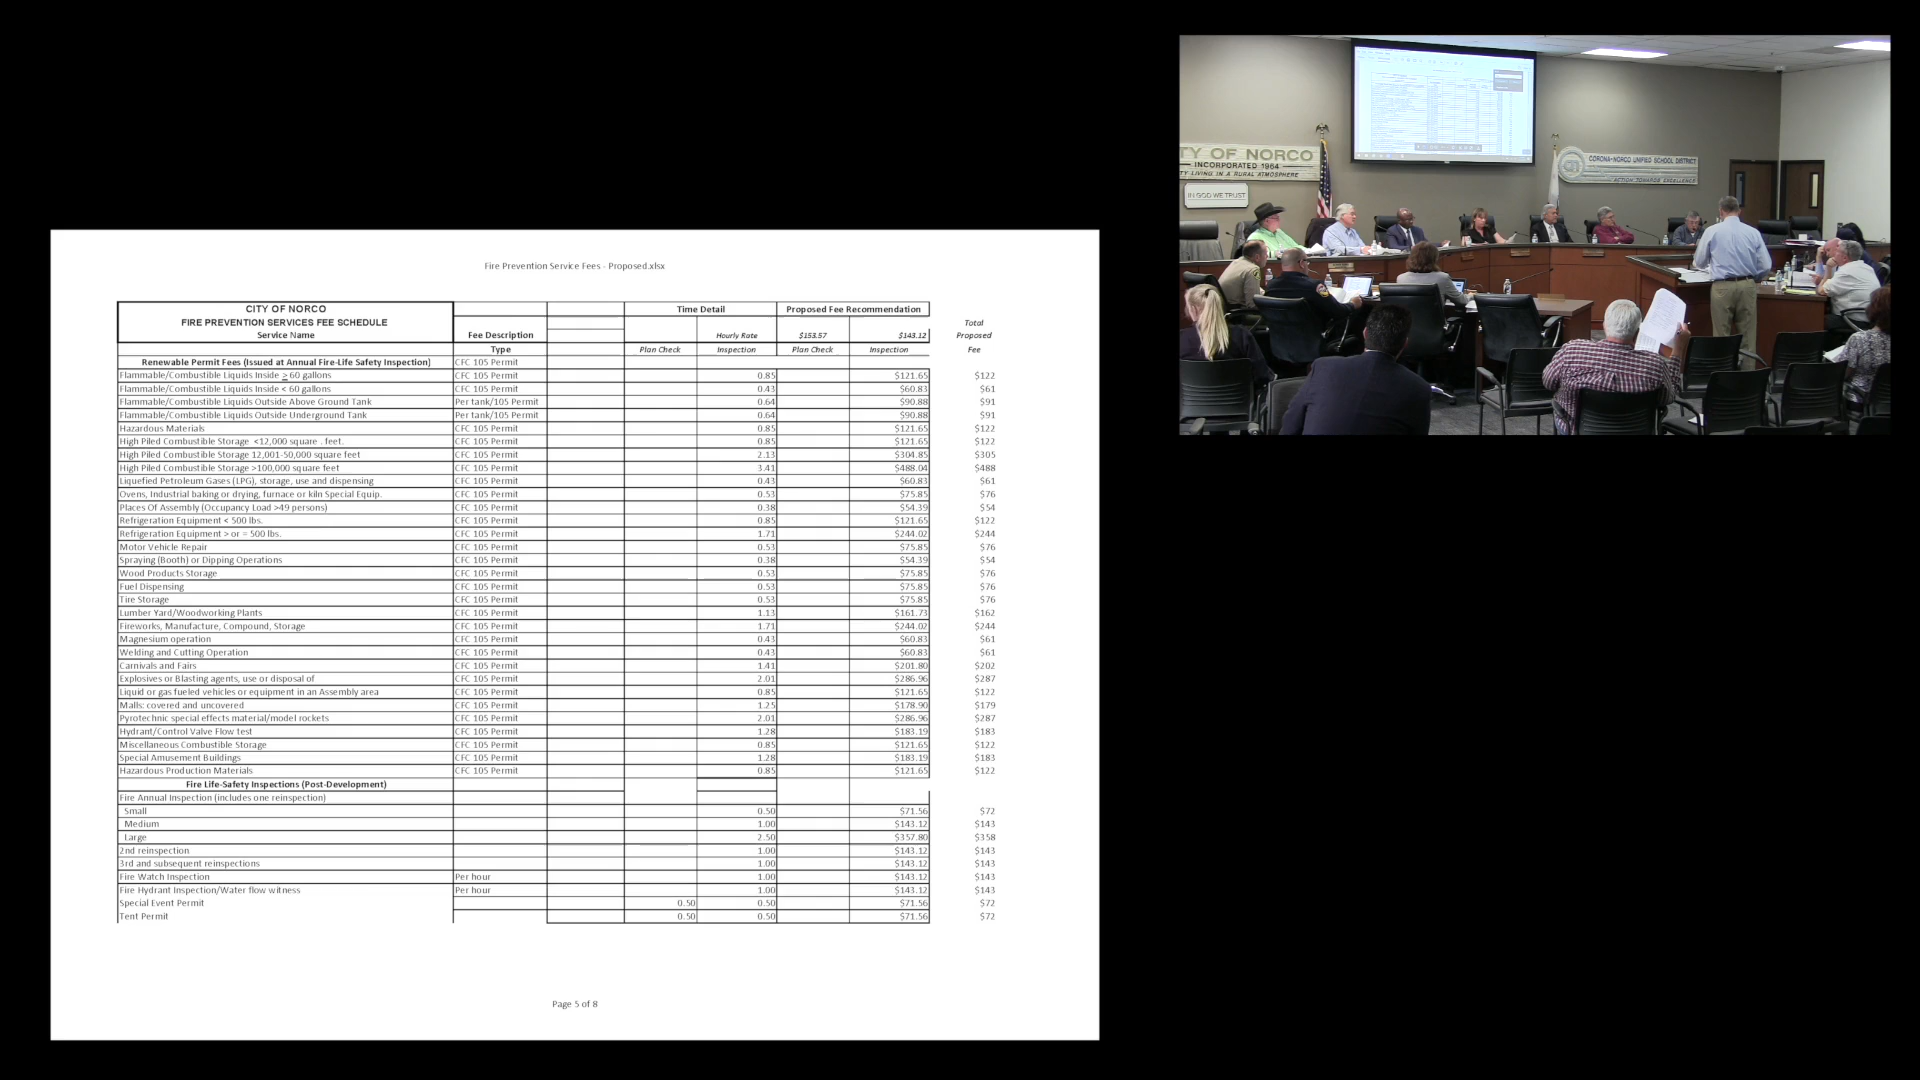 Fire Prevention Service Fees - Proposed.xlsx
CITY OF NORCO Time Detail Proposed Fee Recommendation
FIRE PREVENTION SERVICES FEE SCHEDULE Total
Service Name Fee Description Hourly Rate $153.57 $143.12 Proposed
Type Plan Check Inspection Plan Check Inspection Fee
Renewable Permit Fees (Issued at Annual Fire-Life Safety Inspection) CFC 105 Permit
Flammable/Combustible Liquids Inside > 60 gallons CFC 105 Permit 0.85 $121.65 $122
Flammable/Combustible Liquids Inside < 60 gallons CFC 105 Permit 0.43 $60.83 $61
Flammable/Combustible Liquids Outside Above Ground Tank Per tank/105 Permit 0.64 $90.88 $91
Flammable/Combustible Liquids Outside Underground Tank Per tank/105 Permit 0.64 $90.88 $91
Hazardous Materials CFC 105 Permit 0.85 $121.65 $122
High Piled Combustible Storage <12,000 square . feet. CFC 105 Permit 0.85 $121.65 $122
High Piled Combustible Storage 12,001-50,000 square feet CFC 105 Permit 2.13 $304.85 $305
High Piled Combustible Storage >100,000 square feet CFC 105 Permit 3.41 $488.04 $488
Liquefied Petroleum Gases (LPG), storage, use and dispensing CFC 105 Permit 0.43 $60.83 $61
Ovens, Industrial baking or drying, furnace or kiln Special Equip. CFC 105 Permit 0.53 $75.85 $76
Places Of Assembly (Occupancy Load >49 persons) CFC 105 Permit 0.38 $54.39 $54
Refrigeration Equipment < 500 lbs. CFC 105 Permit 0.85 $121.65 $122
Refrigeration Equipment > or = 500 lbs. CFC 105 Permit 1.71 $244.02 $244
Motor Vehicle Repair CFC 105 Permit 0.53 $75.85 $76
Spraying (Booth) or Dipping Operations CFC 105 Permit 0.38 $54.39 $54
Wood Products Storage CFC 105 Permit 0.53 $75.85 $76
Fuel Dispensing CFC 105 Permit 0.53 $75.85 $76
Tire Storage CFC 105 Permit 0.53 $75.85 $76
Lumber Yard/Woodworking Plants CFC 105 Permit 1.13 $161.73 $162
Fireworks, Manufacture, Compound, Storage CFC 105 Permit 1.71 $244.02 $244
Magnesium operation CFC 105 Permit 0.43 $60.83 $61
Welding and Cutting Operation CFC 105 Permit 0.43 $60.83 $61
Carnivals and Fairs CFC 105 Permit 1.41 $201.80 $202
Explosives or Blasting agents, use or disposal of CFC 105 Permit 2.01 $286.96 $287
Liquid or gas fueled vehicles or equipment in an Assembly area CFC 105 Permit 0.85 $121.65 $122
Malls: covered and uncovered CFC 105 Permit 1.25 $178.90 $179
Pyrotechnic special effects material/model rockets CFC 105 Permit 2.01 $286.96 $287
Hydrant/Control Valve Flow test CFC 105 Permit 1.28 $183.19 $183
Miscellaneous Combustible Storage CFC 105 Permit 0.85 $121.65 $122
Special Amusement Buildings CFC 105 Permit 1.28 $183.19 $183
Hazardous Production Materials CFC 105 Permit 0.85 $121.65 $122
Fire Life-Safety Inspections (Post-Development)
Fire Annual Inspection (includes one reinspection)
Small 0.50 $71.56 $72
Medium 1.00 $143.12 $143
Large 2.50 $357.80 $358
2nd reinspection 1.00 $143.12 $143
3rd and subsequent reinspections 1.00 $143.12 $143
Fire Watch Inspection Per hour 1.00 $143.12 $143
Fire Hydrant Inspection/Water flow witness Per hour 1.00 $143.12 $143
Special Event Permit 0.50 0.50 $71.56 $72
Tent Permit 0.50 0.50 $71.56 $72
Page 5 of 8
TY OF NORCO
INCORPORATED 1964
TY LIVING IN A RURAL ATMOSPHERE
IN GOD WE TRUST
CORONA-NORCO UNIFIED SCHOOL DISTRICT
ACTION TOWARDS EXCELLENCE